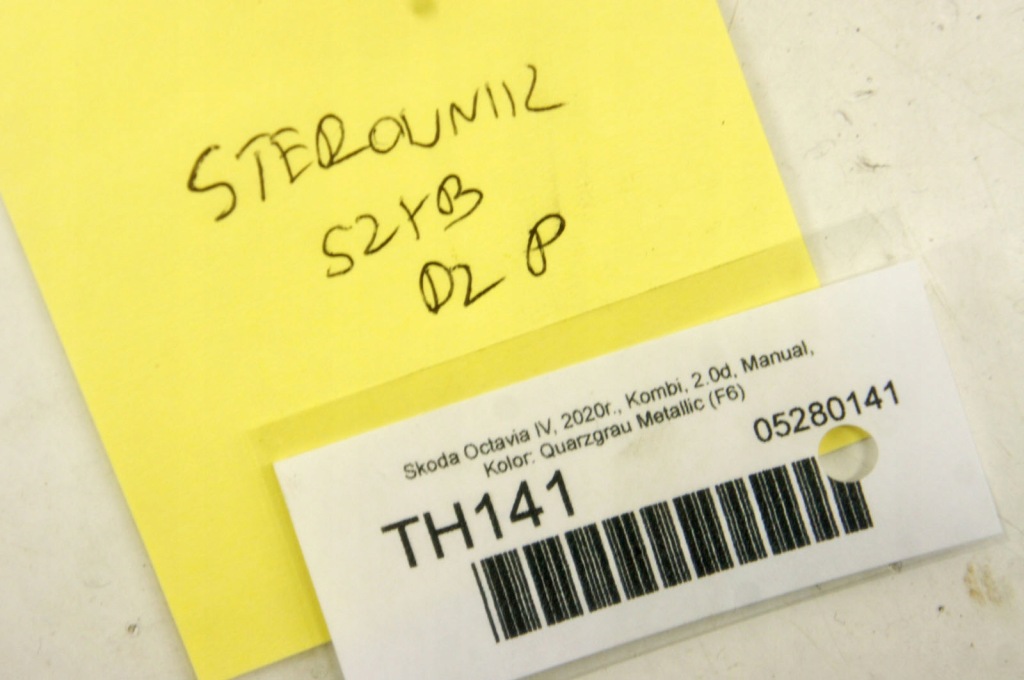 STEROWNIK
SZYB
DZ P
Skoda Octavia IV, 2020r., Kombi, 2.0d, Manual,
Kolor: Quarzgrau Metallic (F6)
05280141
TH141